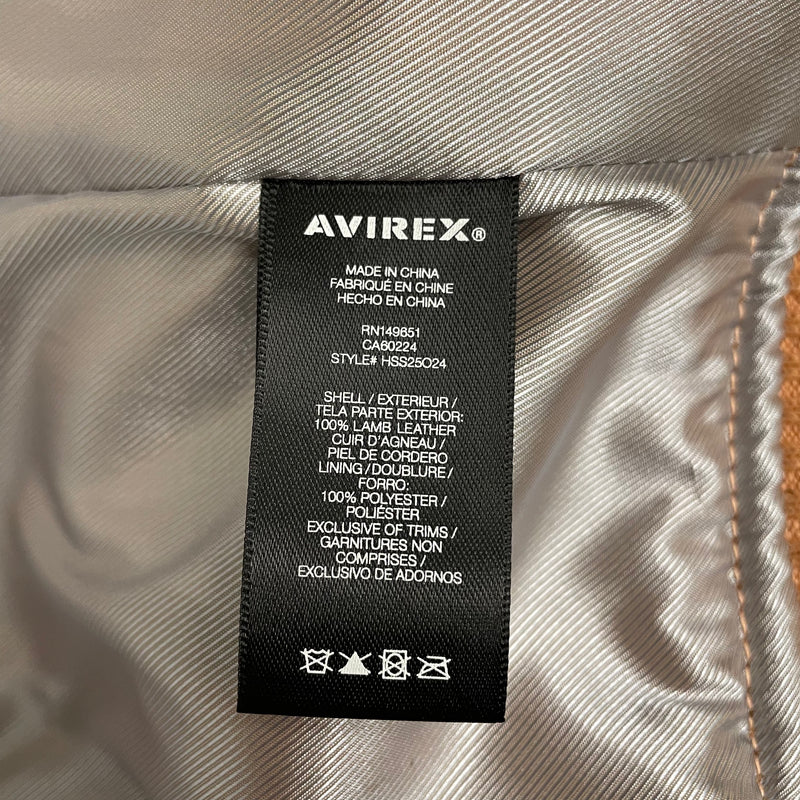 AVIREX®
MADE IN CHINA
FABRIQUÉ EN CHINE
HECHO EN CHINA
RN149651
CA60224
STYLE# HSS25O24
SHELL / EXTERIEUR /
TELA PARTE EXTERIOR:
100% LAMB LEATHER
CUIR D'AGNEAU /
PIEL DE CORDERO
LINING / DOUBLURE /
FORRO:
100% POLYESTER /
POLIÉSTER
EXCLUSIVE OF TRIMS /
GARNITURES NON
COMPRISES /
EXCLUSIVO DE ADORNOS